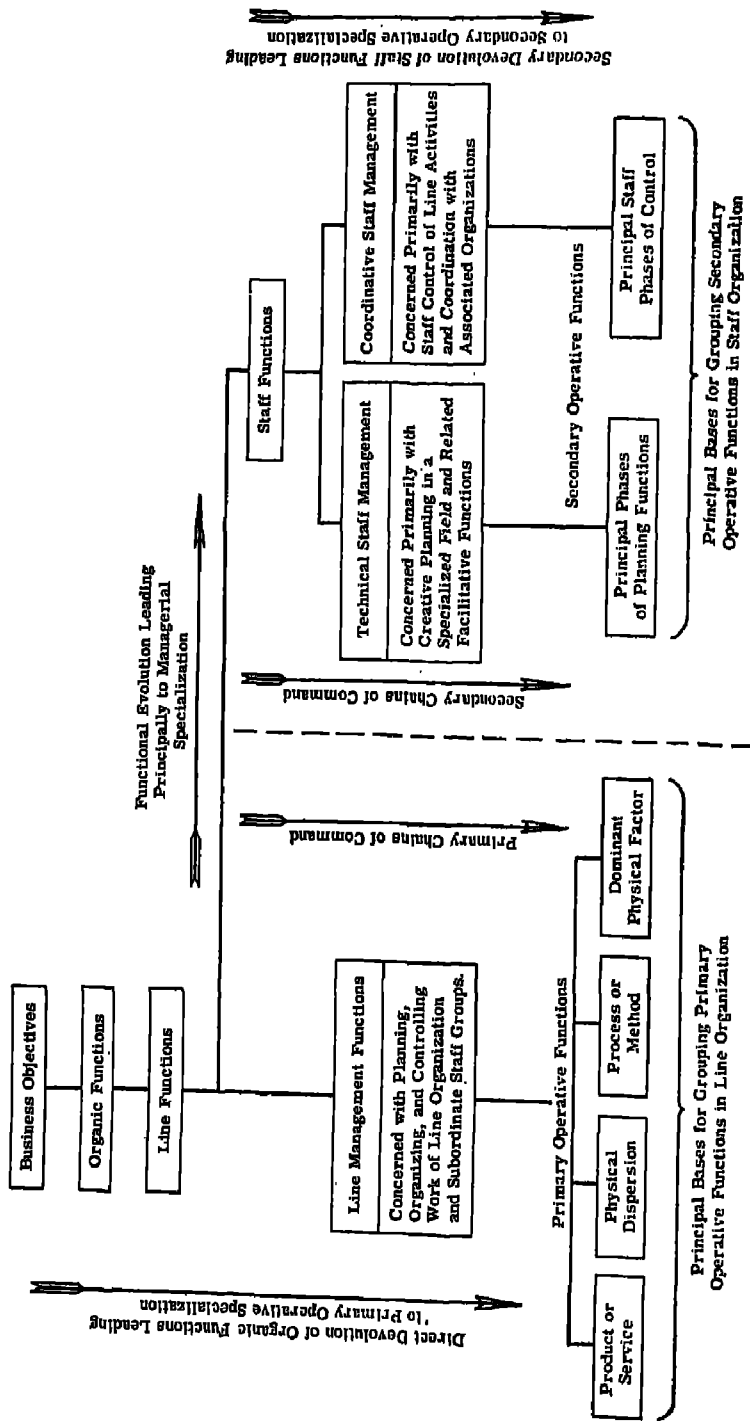 Business Objectives
Organic Functions
Line Functions
Direct Devolution of Organic Functions Leading
to Primary Operative Specialization
Functional Evolution Leading
Principally to Managerial
Specialization
Line Management Functions
Concerned with Planning,
Organizing, and Controlling
Work of Line Organization
and Subordinate Staff Groups.
Primary Chains of Command
Primary Operative Functions
Product or
Service
Physical
Dispersion
Process or
Method
Dominant
Physical Factor
Principal Bases for Grouping Primary
Operative Functions in Line Organization
Staff Functions
Secondary Chains of Command
Technical Staff Management
Concerned Primarily with
Creative Planning in a
Specialized Field and Related
Facilitative Functions
Coordinative Staff Management
Concerned Primarily with
Staff Control of Line Activities
and Coordination with
Associated Organizations
Secondary Devolution of Staff Functions Leading
to Secondary Operative Specialization
Secondary Operative Functions
Principal Phases
of Planning Functions
Principal Staff
Phases of Control
Principal Bases for Grouping Secondary
Operative Functions in Staff Organization